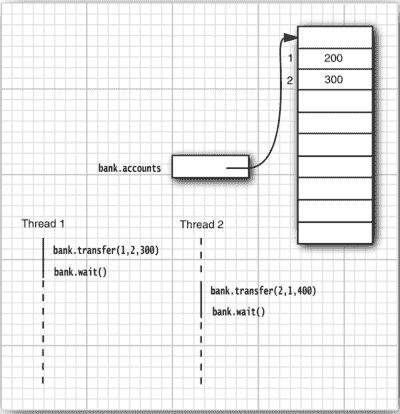 1 200
2 300
bank.accounts
Thread 1 Thread 2
bank.transfer(1,2,300)
bank.wait()
bank.transfer(2,1,400)
bank.wait()